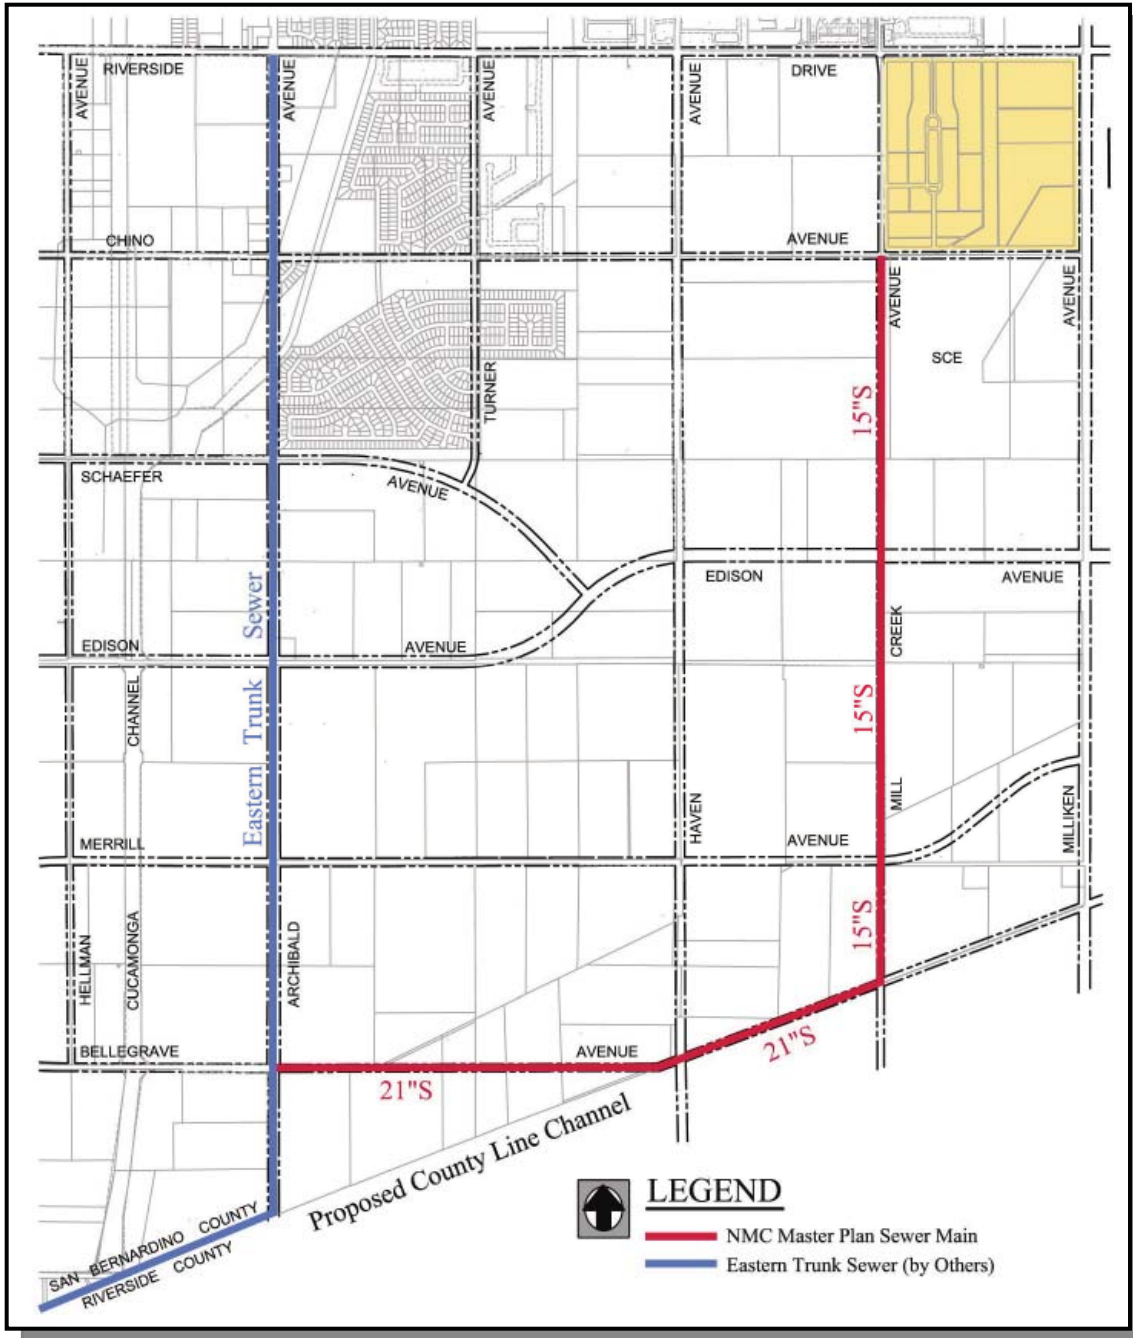 AVENUE
RIVERSIDE
AVENUE
AVENUE
AVENUE
DRIVE
CHINO
AVENUE
AVENUE
AVENUE
SCE
TURNER
15"S
SCHAEFER
AVENUE
EDISON
AVENUE
Eastern Trunk Sewer
EDISON
AVENUE
CREEK
CHANNEL
15"S
MILL
HAVEN
MILLIKEN
MERRILL
AVENUE
15"S
HELLMAN
CUCAMONGA
ARCHIBALD
BELLEGRAVE
AVENUE
21"S
21"S
Proposed County Line Channel
SAN BERNARDINO COUNTY
RIVERSIDE COUNTY
LEGEND
NMC Master Plan Sewer Main
Eastern Trunk Sewer (by Others)